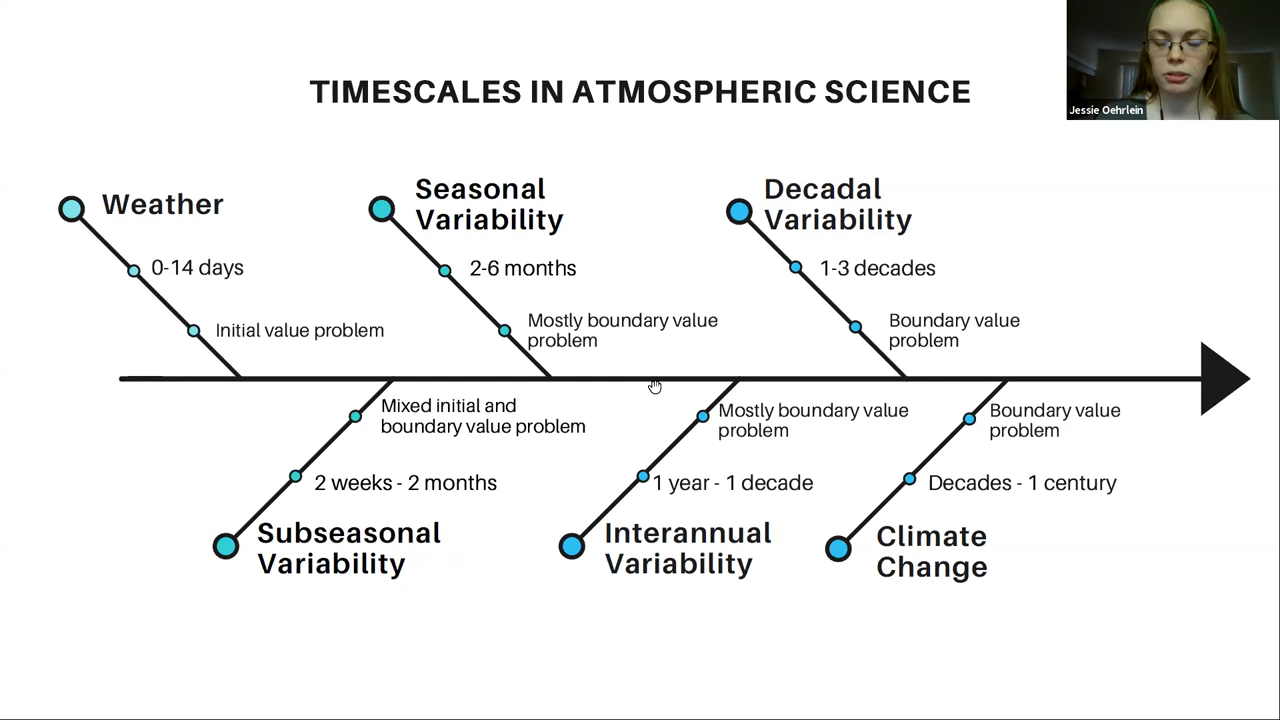 TIMESCALES IN ATMOSPHERIC SCIENCE
Jessie Oehrlein
Weather
0-14 days
Initial value problem
Seasonal
Variability
2-6 months
Mostly boundary value
problem
Decadal
Variability
1-3 decades
Boundary value
problem
Mixed initial and
boundary value problem
2 weeks - 2 months
Subseasonal
Variability
Mostly boundary value
problem
1 year - 1 decade
Interannual
Variability
Boundary value
problem
Decades - 1 century
Climate
Change